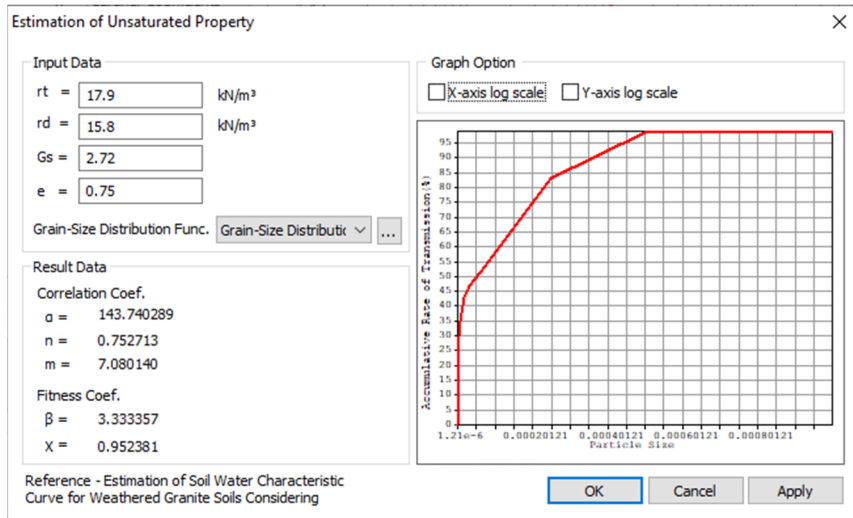 Estimation of Unsaturated Property
Input Data
rt = 17.9 kN/m³
rd = 15.8 kN/m³
Gs = 2.72
e = 0.75
Grain-Size Distribution Func. Grain-Size Distributic ...
Result Data
Correlation Coef.
α = 143.740289
n = 0.752713
m = 7.080140
Fitness Coef.
β = 3.333357
X = 0.952381
Reference - Estimation of Soil Water Characteristic
Curve for Weathered Granite Soils Considering
Graph Option
X-axis log scale Y-axis log scale
Accumulative Rate of Transmission(%)
95
90
85
80
75
70
65
60
55
50
45
40
35
30
25
20
15
10
5
0
1.21e-6 0.00020121 0.00040121 0.00060121 0.00080121
Particle Size
OK Cancel Apply